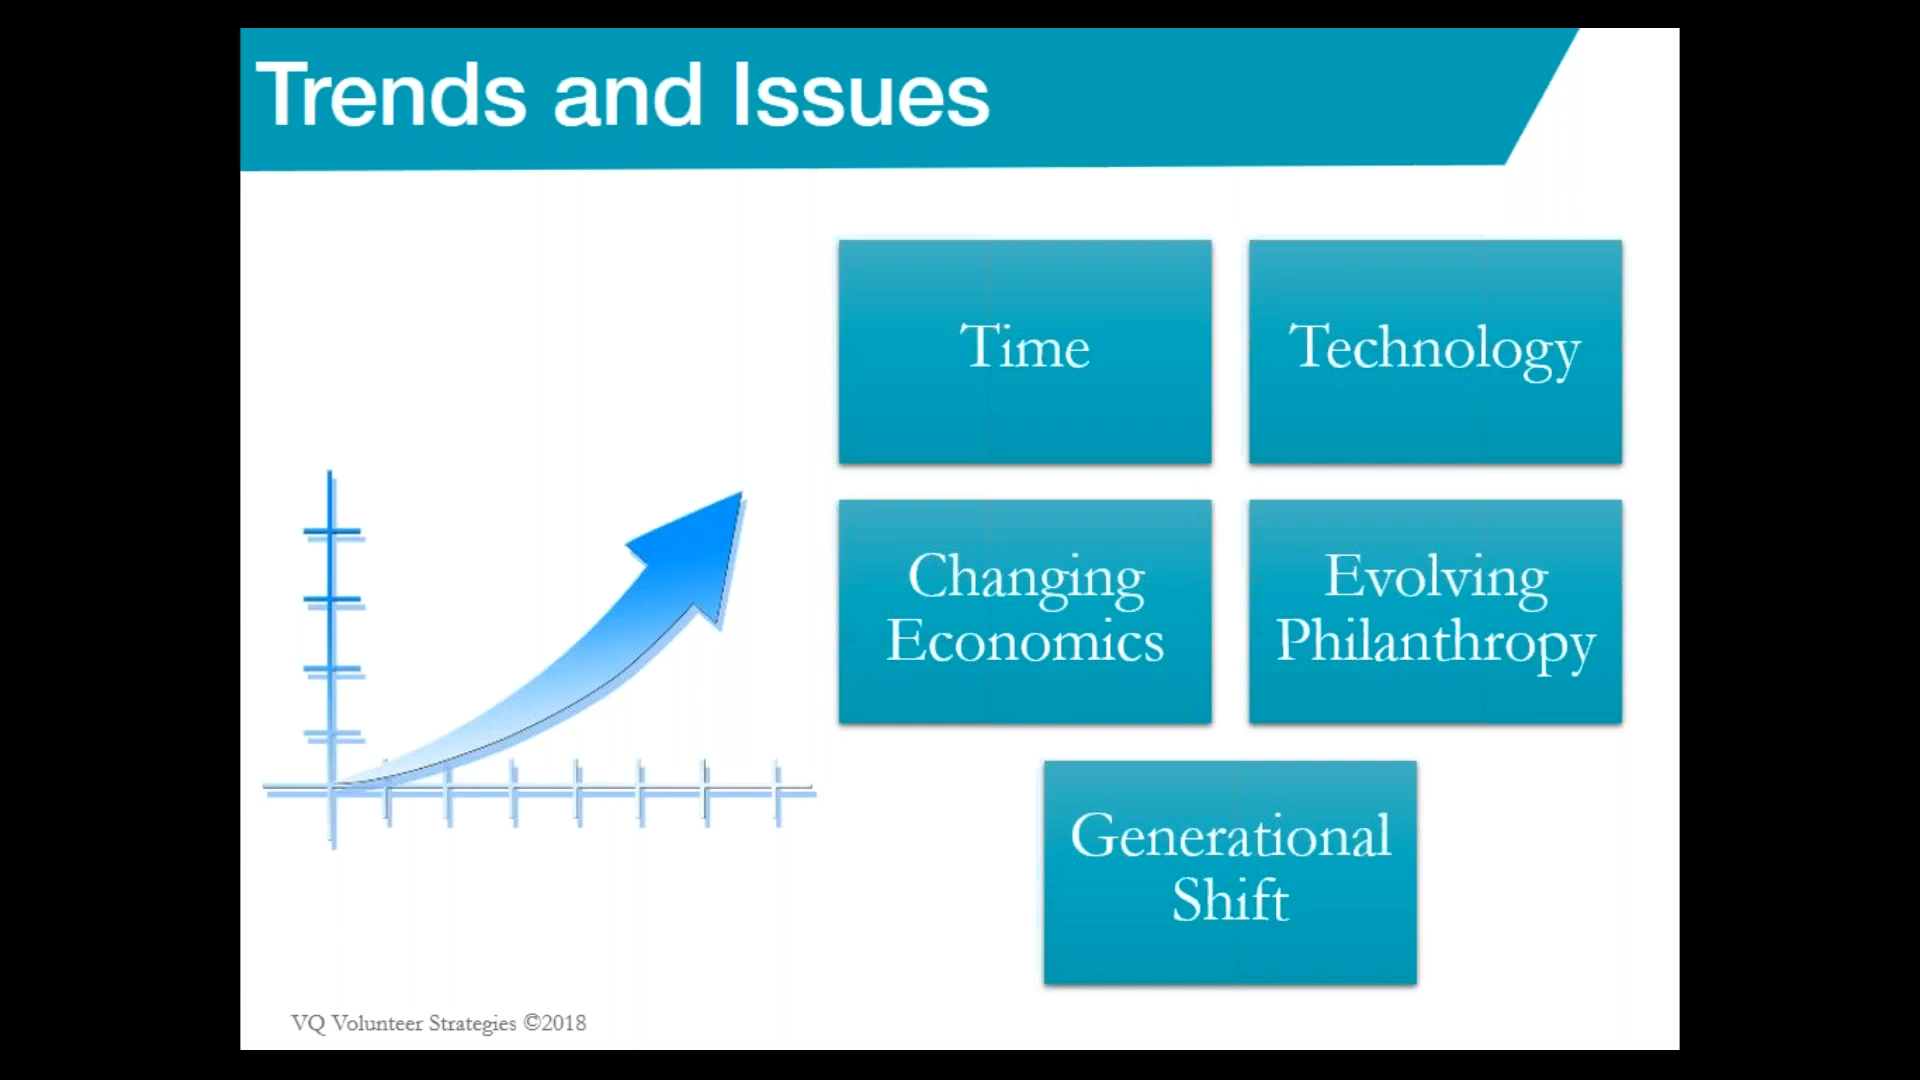 Trends and Issues
Time
Technology
Changing
Economics
Evolving
Philanthropy
Generational
Shift
VQ Volunteer Strategies ©2018